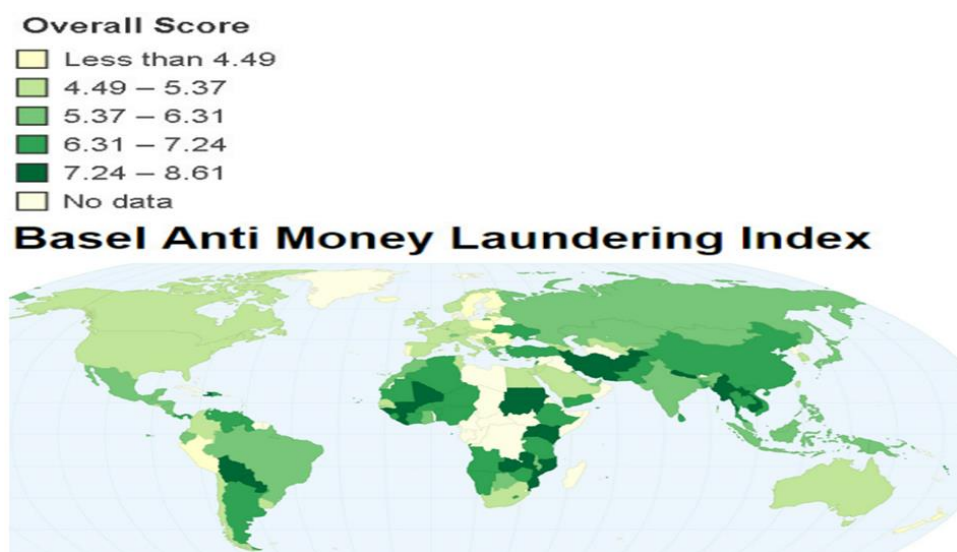 Overall Score
Less than 4.49
4.49 – 5.37
5.37 – 6.31
6.31 – 7.24
7.24 – 8.61
No data
Basel Anti Money Laundering Index